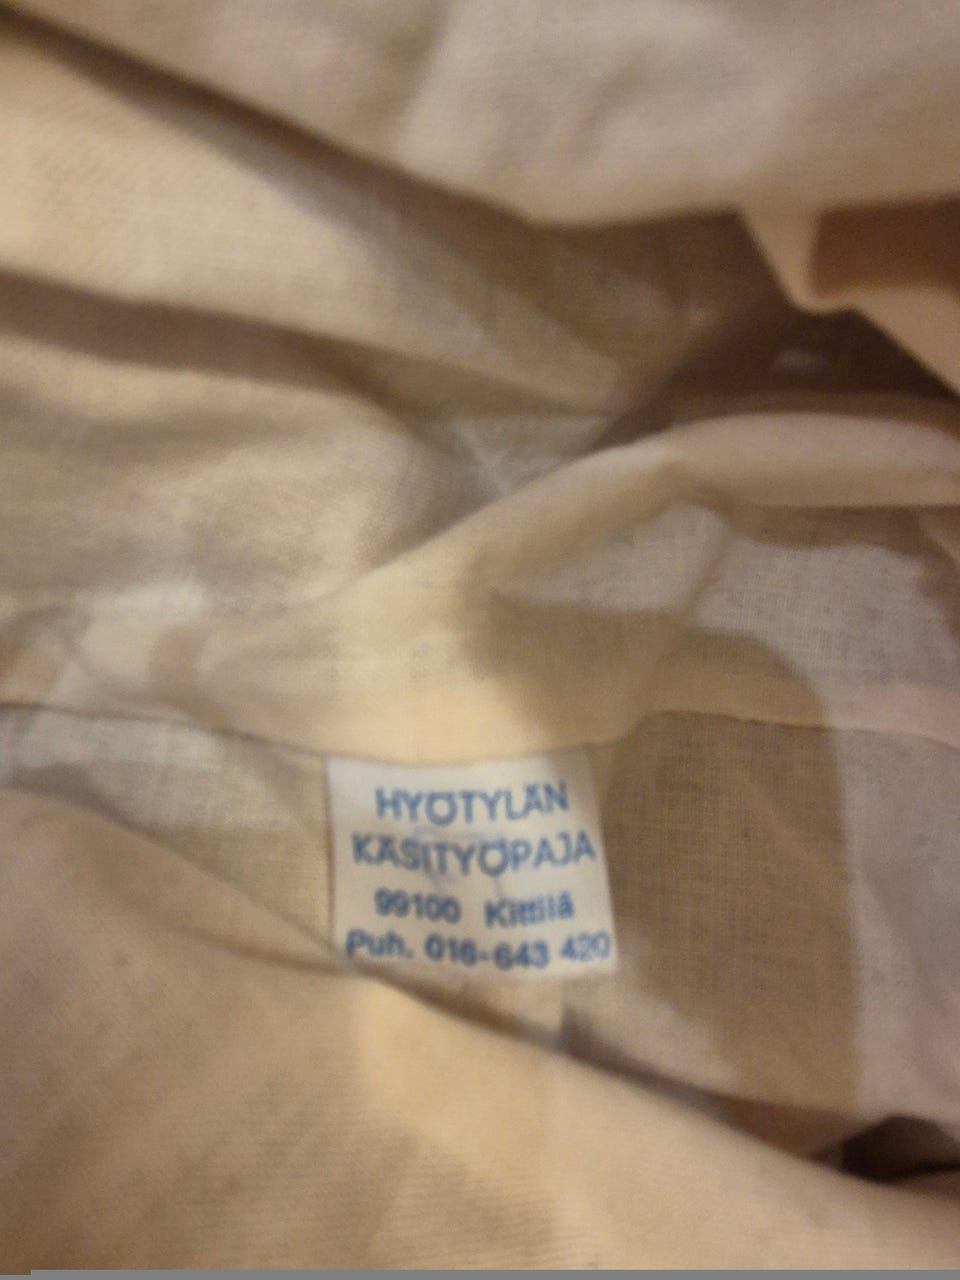 HYÖTYLÄN
KÄSITYÖPAJA
99100 Kittilä
Puh. 016-643 420